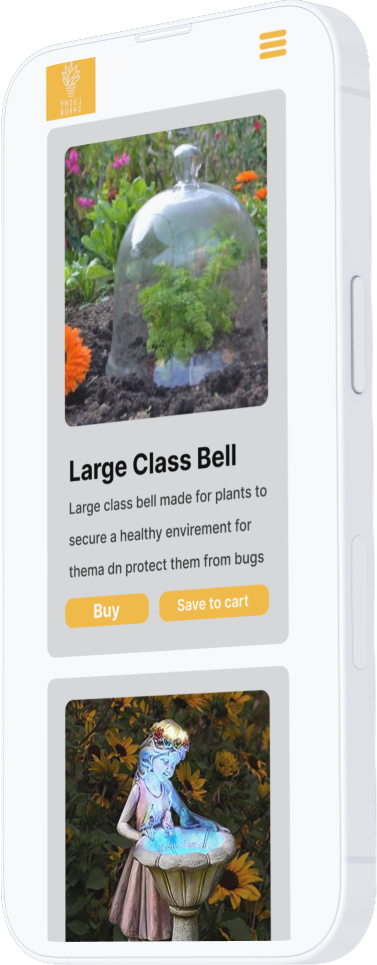 Large Class Bell
Large class bell made for plants to
secure a healthy envirement for
thema dn protect them from bugs
Buy
Save to cart